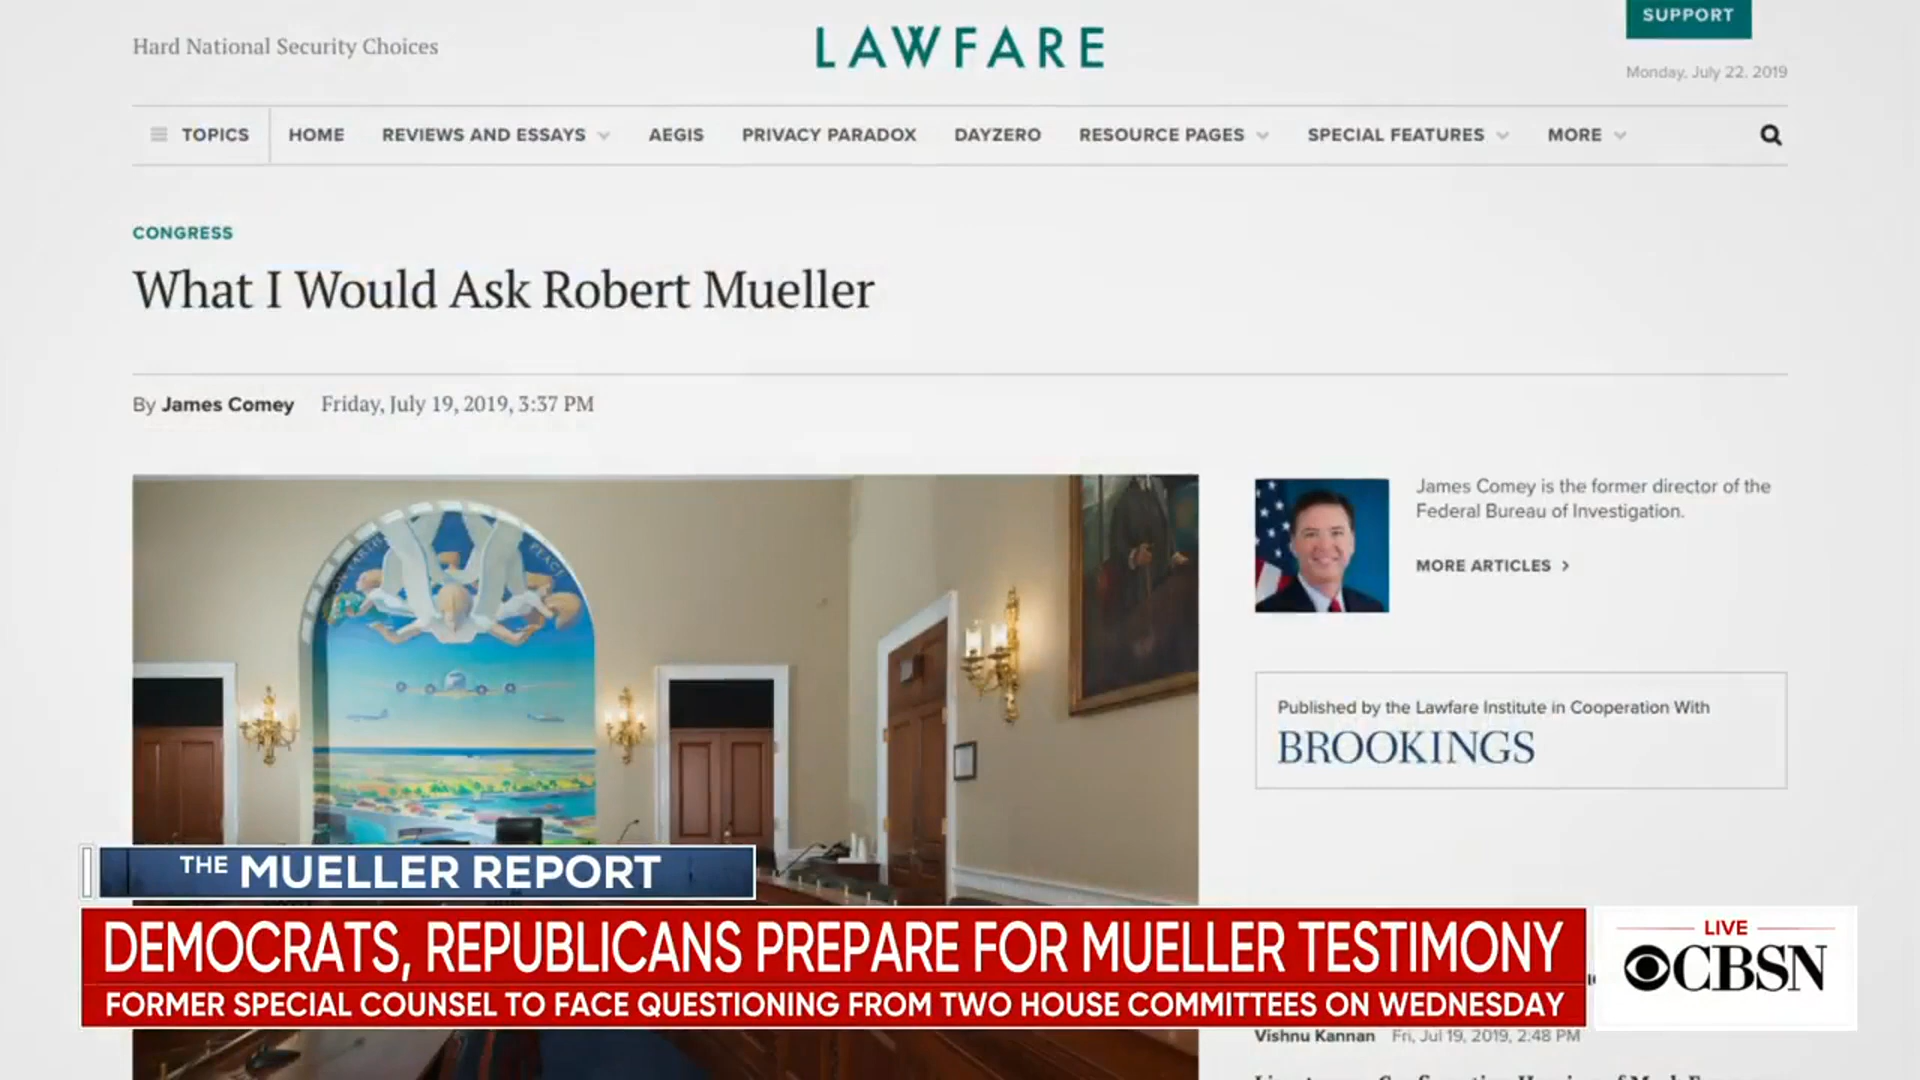 Hard National Security Choices
LAWFARE
SUPPORT
Monday, July 22, 2019
TOPICS
HOME
REVIEWS AND ESSAYS
AEGIS
PRIVACY PARADOX
DAYZERO
RESOURCE PAGES
SPECIAL FEATURES
MORE
CONGRESS
What I Would Ask Robert Mueller
By James Comey Friday, July 19, 2019, 3:37 PM
PEACE
James Comey is the former director of the
Federal Bureau of Investigation.
MORE ARTICLES
Published by the Lawfare Institute in Cooperation With
BROOKINGS
THE MUELLER REPORT
DEMOCRATS, REPUBLICANS PREPARE FOR MUELLER TESTIMONY
FORMER SPECIAL COUNSEL TO FACE QUESTIONING FROM TWO HOUSE COMMITTEES ON WEDNESDAY
LIVE
CBSN
Vishnu Kannan Fri, Jul 19, 2019, 2:48 PM